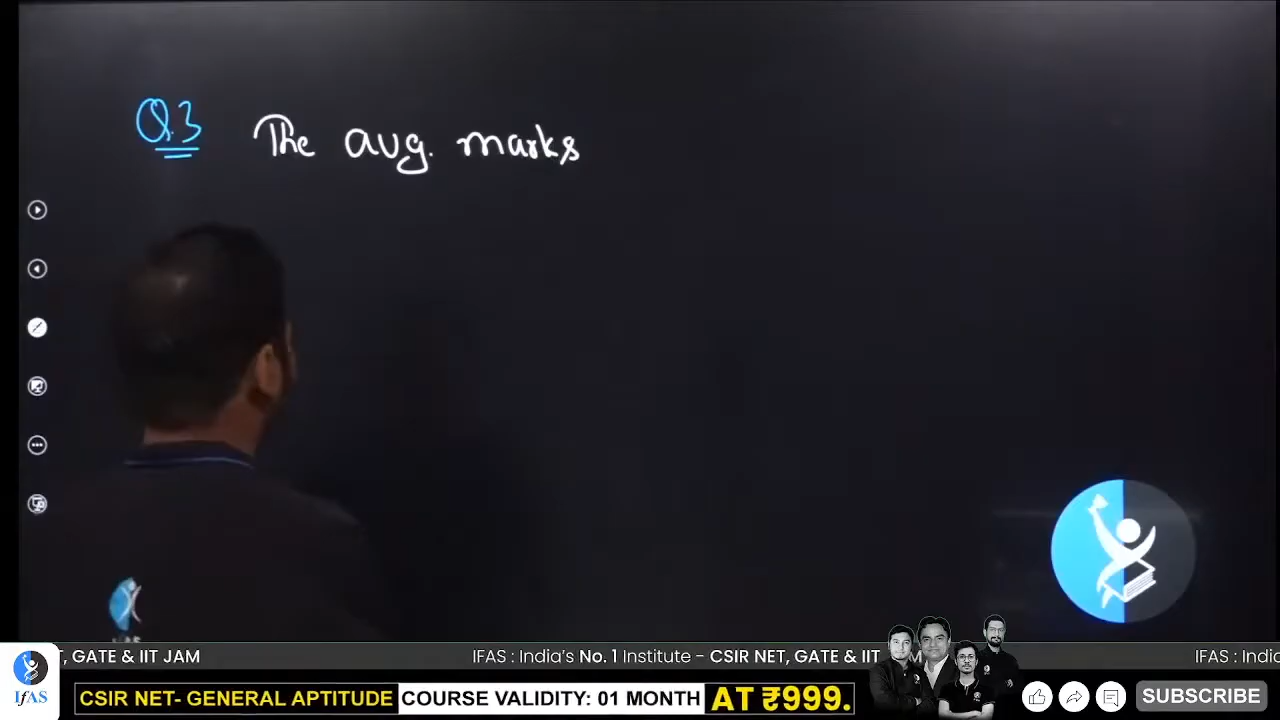 Q.3 The avg. marks
T, GATE & IIT JAM IFAS : India's No. 1 Institute - CSIR NET, GATE & IIT IFAS : India
IFAS CSIR NET- GENERAL APTITUDE COURSE VALIDITY: 01 MONTH AT ₹999. SUBSCRIBE